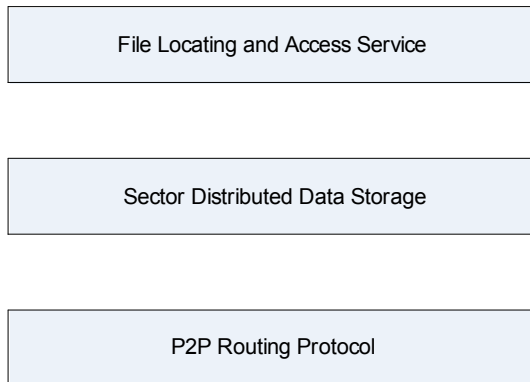 File Locating and Access Service
Sector Distributed Data Storage
P2P Routing Protocol